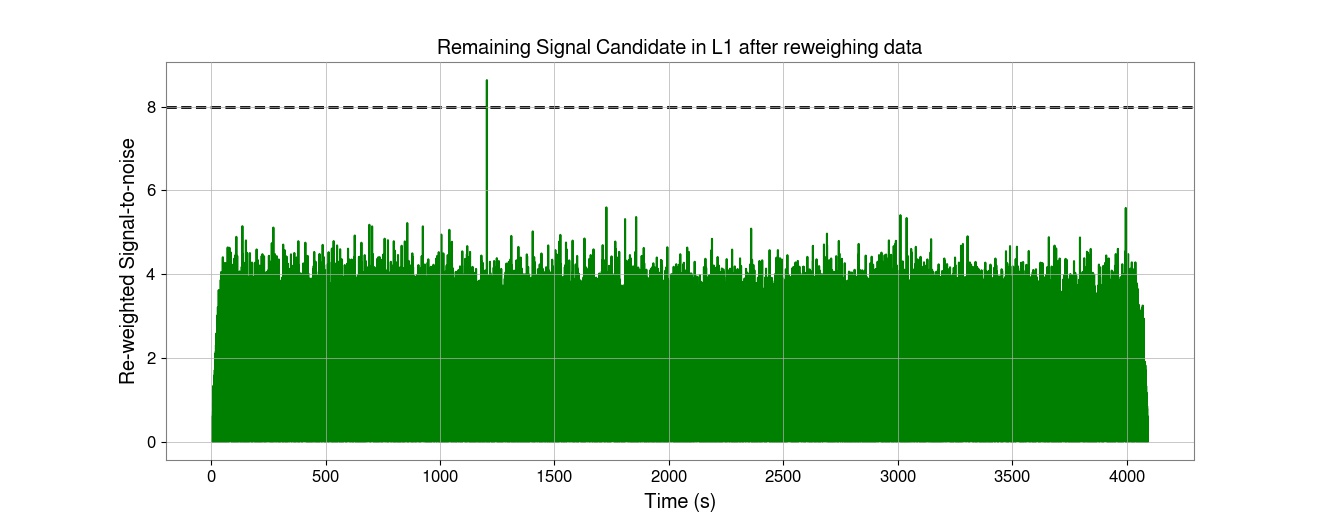 Remaining Signal Candidate in L1 after reweighing data
Re-weighted Signal-to-noise
8
6
4
2
0
0 500 1000 1500 2000 2500 3000 3500 4000
Time (s)